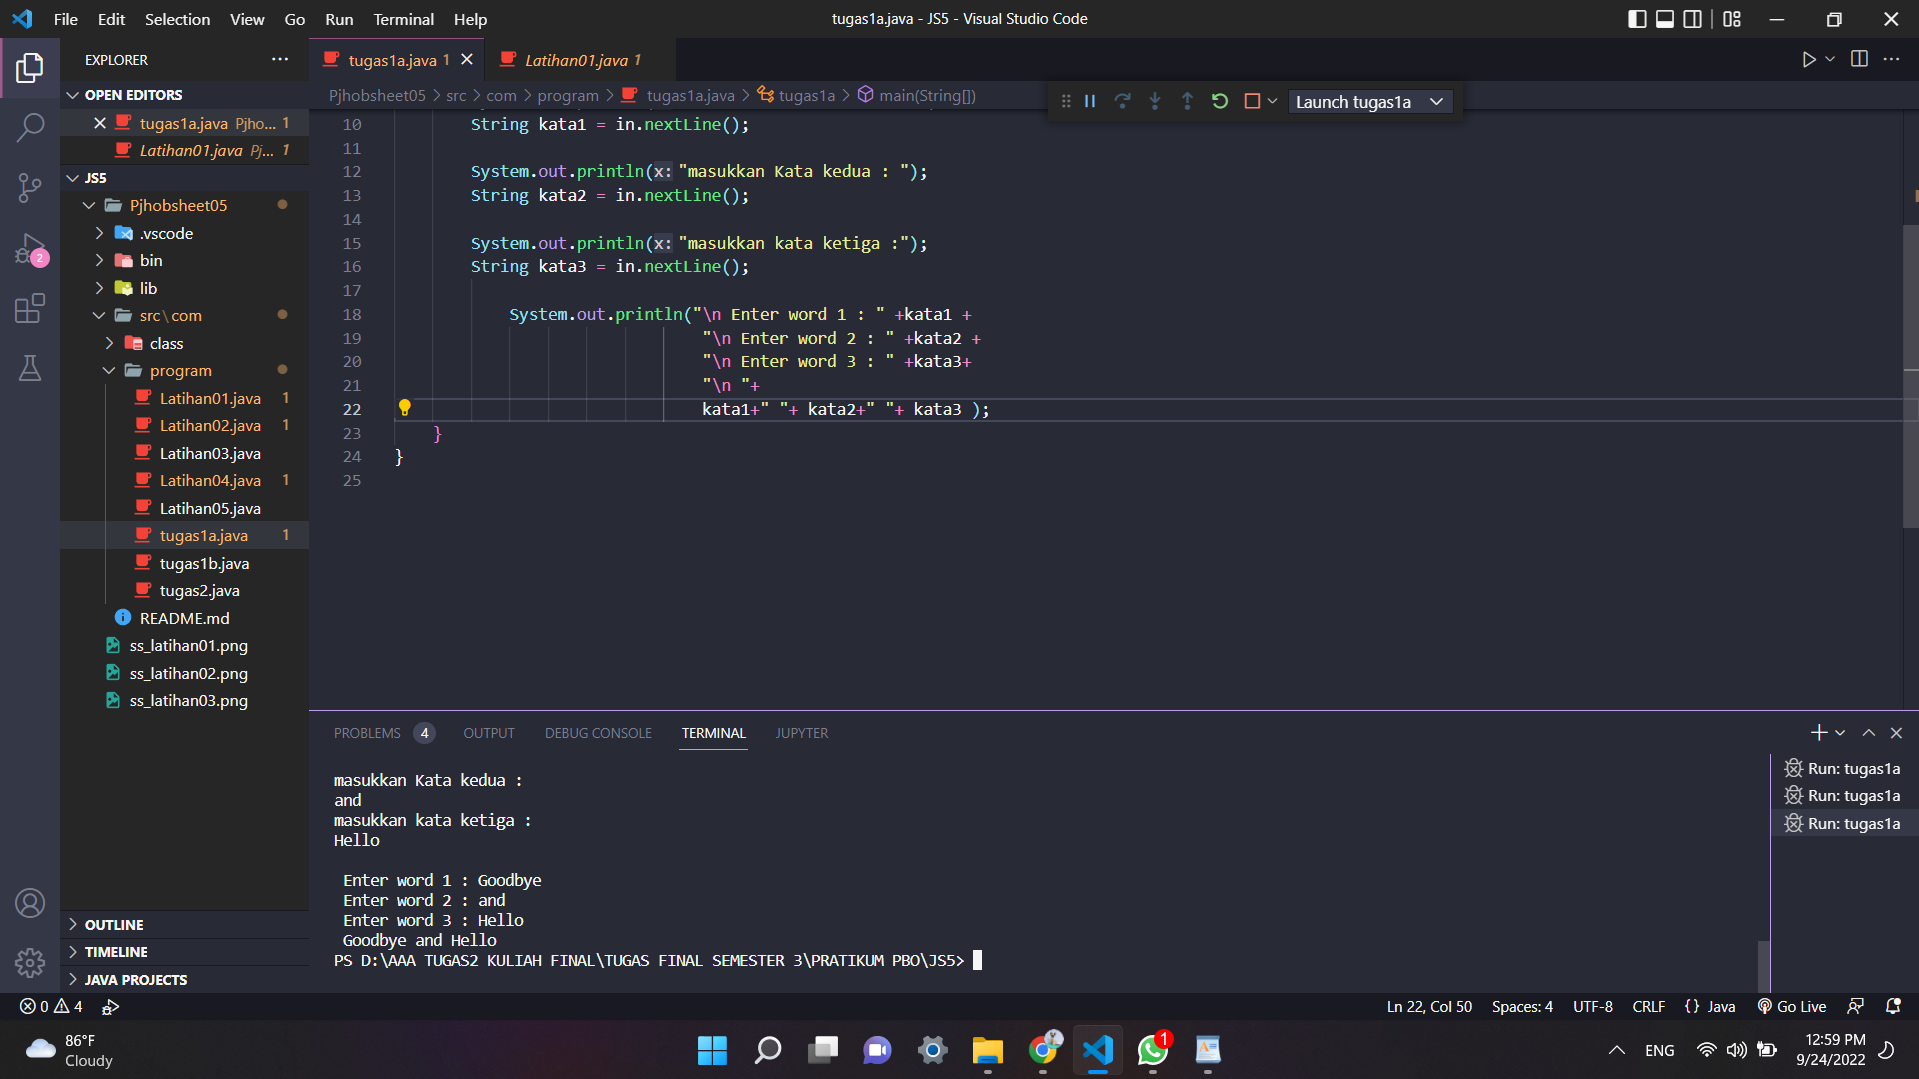 File Edit Selection View Go Run Terminal Help
tugas1a.java - JS5 - Visual Studio Code
EXPLORER
OPEN EDITORS
tugas1a.java Pjho... 1
Latihan01.java Pj... 1
JS5
Pjhobsheet05
.vscode
bin
lib
src\com
class
program
Latihan01.java 1
Latihan02.java 1
Latihan03.java
Latihan04.java 1
Latihan05.java
tugas1a.java 1
tugas1b.java
tugas2.java
README.md
ss_latihan01.png
ss_latihan02.png
ss_latihan03.png
OUTLINE
TIMELINE
JAVA PROJECTS
2
tugas1a.java 1
Latihan01.java 1
Pjhobsheet05 > src > com > program > tugas1a.java > tugas1a > main(String[])
Launch tugas1a
10 String kata1 = in.nextLine();
11
12 System.out.println(x: "masukkan Kata kedua : ");
13 String kata2 = in.nextLine();
14
15 System.out.println(x: "masukkan kata ketiga :");
16 String kata3 = in.nextLine();
17
18 System.out.println("\n Enter word 1 : " +kata1 +
19 "\n Enter word 2 : " +kata2 +
20 "\n Enter word 3 : " +kata3+
21 "\n "+
22 kata1+" "+ kata2+" "+ kata3 );
23 }
24 }
25
PROBLEMS 4 OUTPUT DEBUG CONSOLE TERMINAL JUPYTER
masukkan Kata kedua :
and
masukkan kata ketiga :
Hello
Enter word 1 : Goodbye
Enter word 2 : and
Enter word 3 : Hello
Goodbye and Hello
PS D:\AAA TUGAS2 KULIAH FINAL\TUGAS FINAL SEMESTER 3\PRATIKUM PBO\JS5>
Run: tugas1a
Run: tugas1a
Run: tugas1a
0 4
Ln 22, Col 50 Spaces: 4 UTF-8 CRLF {} Java Go Live
86°F
Cloudy
1
ENG
12:59 PM
9/24/2022